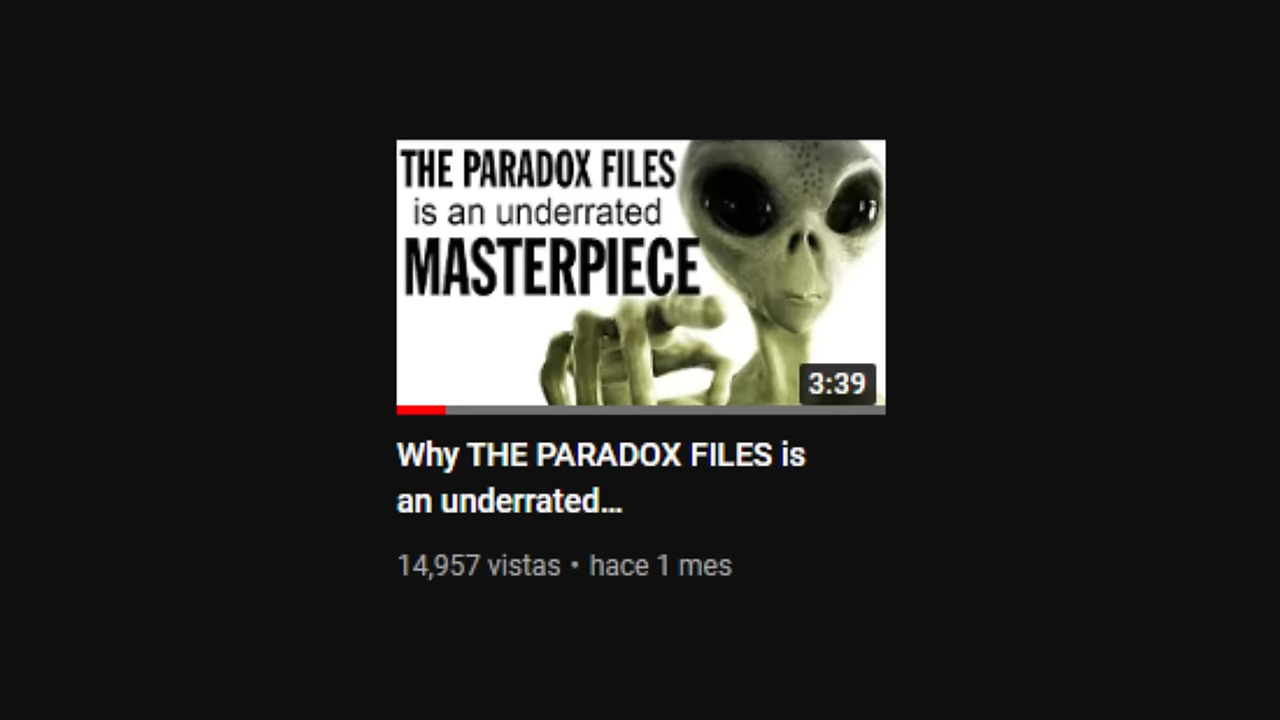 THE PARADOX FILES
is an underrated
MASTERPIECE
3:39
Why THE PARADOX FILES is
an underrated...
14,957 vistas • hace 1 mes